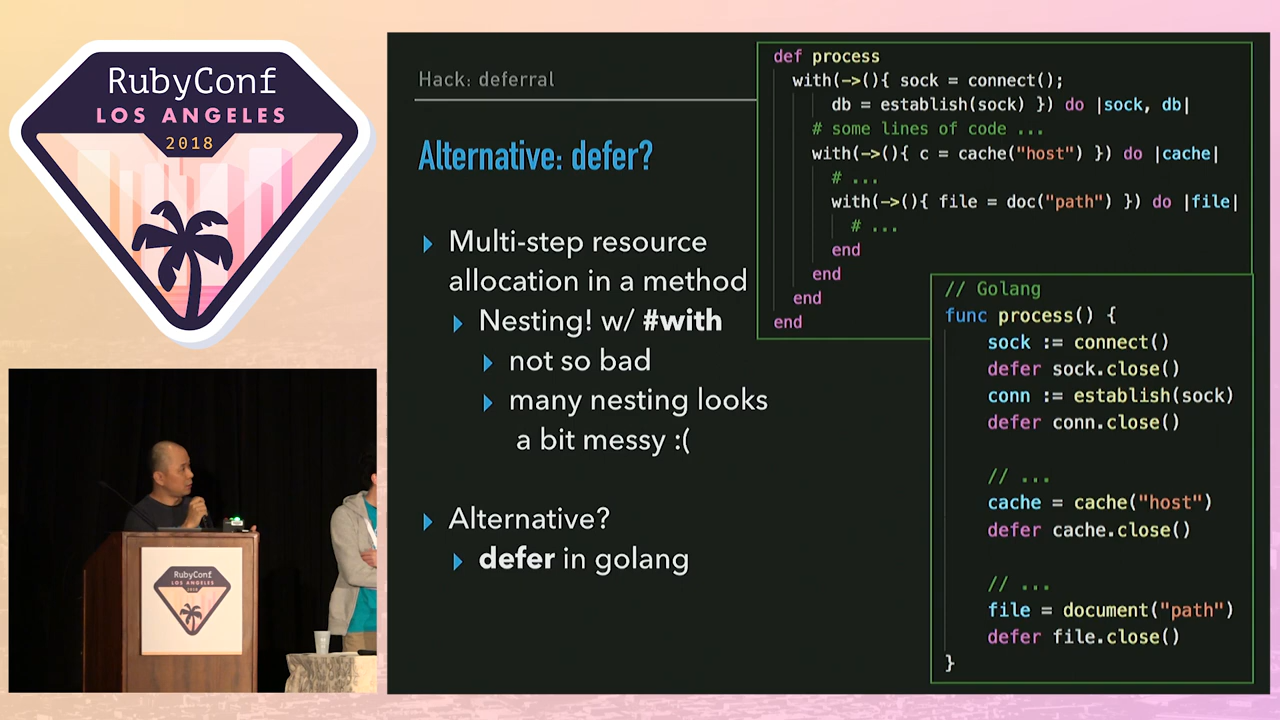 RubyConf
LOS ANGELES
2018
Hack: deferral
Alternative: defer?
Multi-step resource
allocation in a method
Nesting! w/ #with
not so bad
many nesting looks
a bit messy :(
Alternative?
defer in golang
def process
with(->(){ sock = connect();
db = establish(sock) }) do |sock, db|
# some lines of code ...
with(->(){ c = cache("host") }) do |cache|
# ...
with(->(){ file = doc("path") }) do |file|
# ...
end
end
end
end
// Golang
func process() {
sock := connect()
defer sock.close()
conn := establish(sock)
defer conn.close()
// ...
cache = cache("host")
defer cache.close()
// ...
file = document("path")
defer file.close()
}
RubyConf
LOS ANGELES
2018